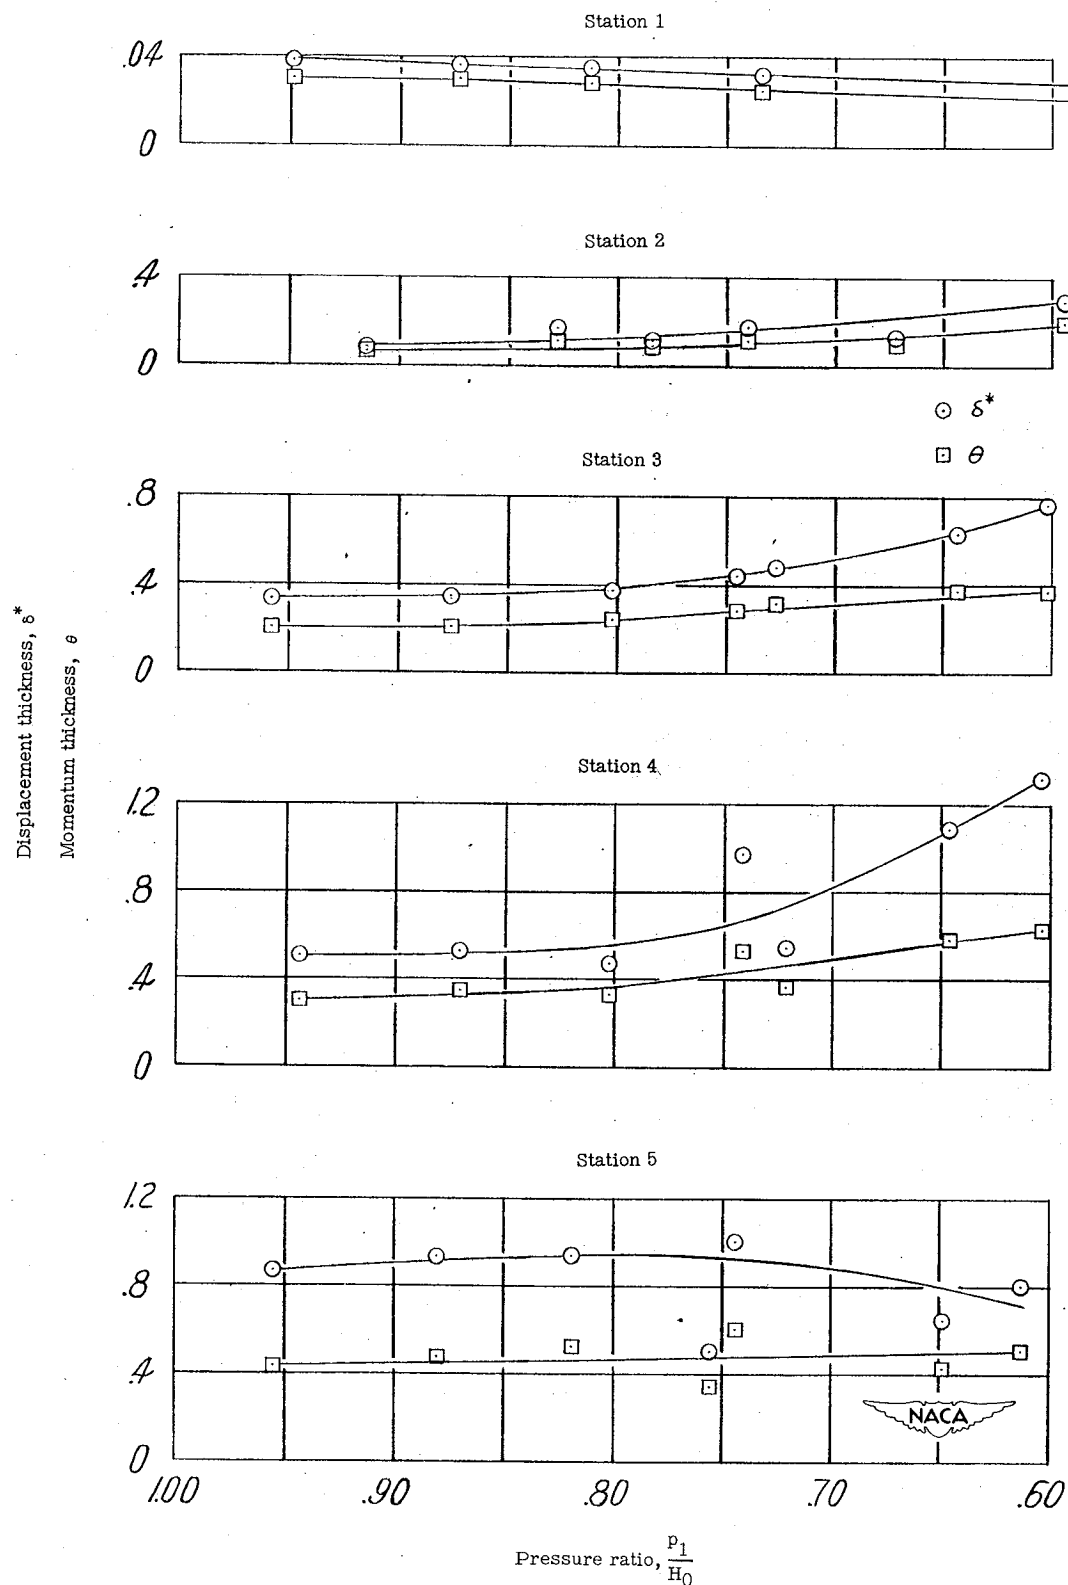 Station 1
.04
0
Station 2
.4
0
δ*
θ
Station 3
.8
.4
0
Displacement thickness, δ*
Momentum thickness, θ
Station 4
1.2
.8
.4
0
Station 5
1.2
.8
.4
NACA
0
1.00 .90 .80 .70 .60
Pressure ratio, p1/H0